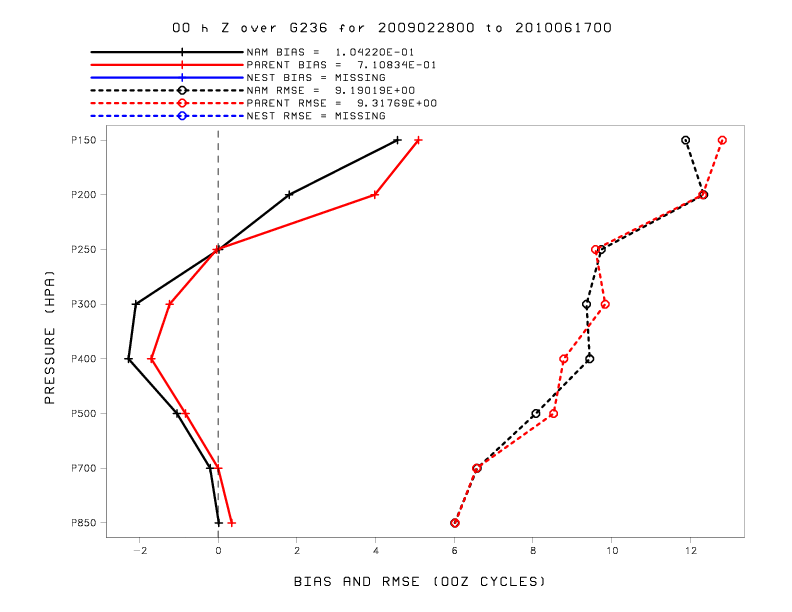 00 h Z over G236 for 2009022800 to 2010061700
NAM BIAS = 1.04220E-01
PARENT BIAS = 7.10834E-01
NEST BIAS = MISSING
NAM RMSE = 9.19019E+00
PARENT RMSE = 9.31769E+00
NEST RMSE = MISSING
P150
P200
P250
P300
P400
P500
P700
P850
PRESSURE (HPA)
-2 0 2 4 6 8 10 12
BIAS AND RMSE (00Z CYCLES)